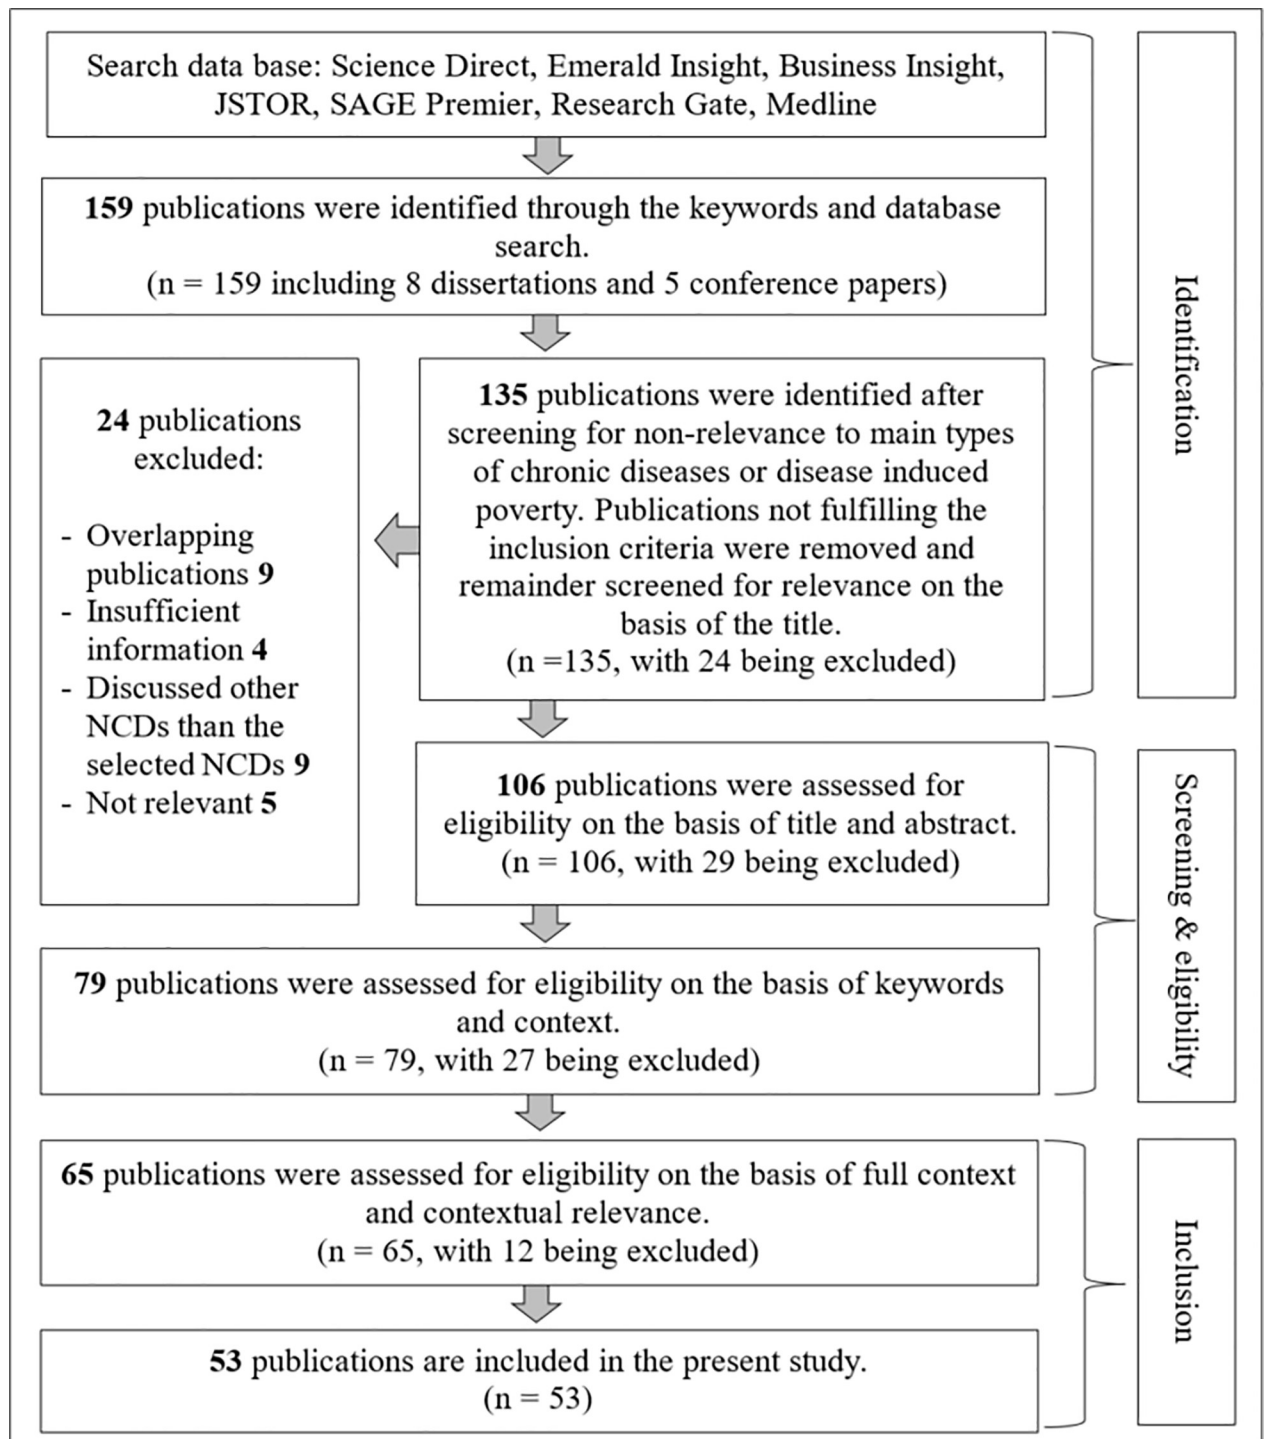 Search data base: Science Direct, Emerald Insight, Business Insight,
JSTOR, SAGE Premier, Research Gate, Medline
159 publications were identified through the keywords and database
search.
(n = 159 including 8 dissertations and 5 conference papers)
Identification
24 publications
excluded:
- Overlapping
publications 9
- Insufficient
information 4
- Discussed other
NCDs than the
selected NCDs 9
- Not relevant 5
135 publications were identified after
screening for non-relevance to main types
of chronic diseases or disease induced
poverty. Publications not fulfilling the
inclusion criteria were removed and
remainder screened for relevance on the
basis of the title.
(n =135, with 24 being excluded)
106 publications were assessed for
eligibility on the basis of title and abstract.
(n = 106, with 29 being excluded)
Screening & eligibility
79 publications were assessed for eligibility on the basis of keywords
and context.
(n = 79, with 27 being excluded)
65 publications were assessed for eligibility on the basis of full context
and contextual relevance.
(n = 65, with 12 being excluded)
Inclusion
53 publications are included in the present study.
(n = 53)